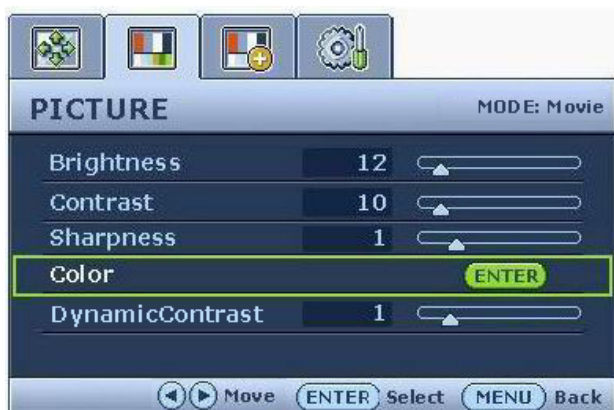 PICTURE MODE: Movie
Brightness 12
Contrast 10
Sharpness 1
Color ENTER
DynamicContrast 1
Move ENTER Select MENU Back